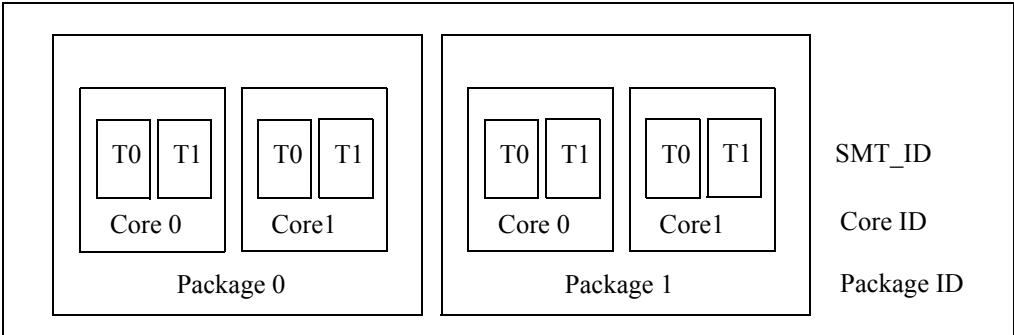 T0 T1 T0 T1 T0 T1 T0 T1 SMT_ID
Core 0 Core1 Core 0 Core1 Core ID
Package 0 Package 1 Package ID